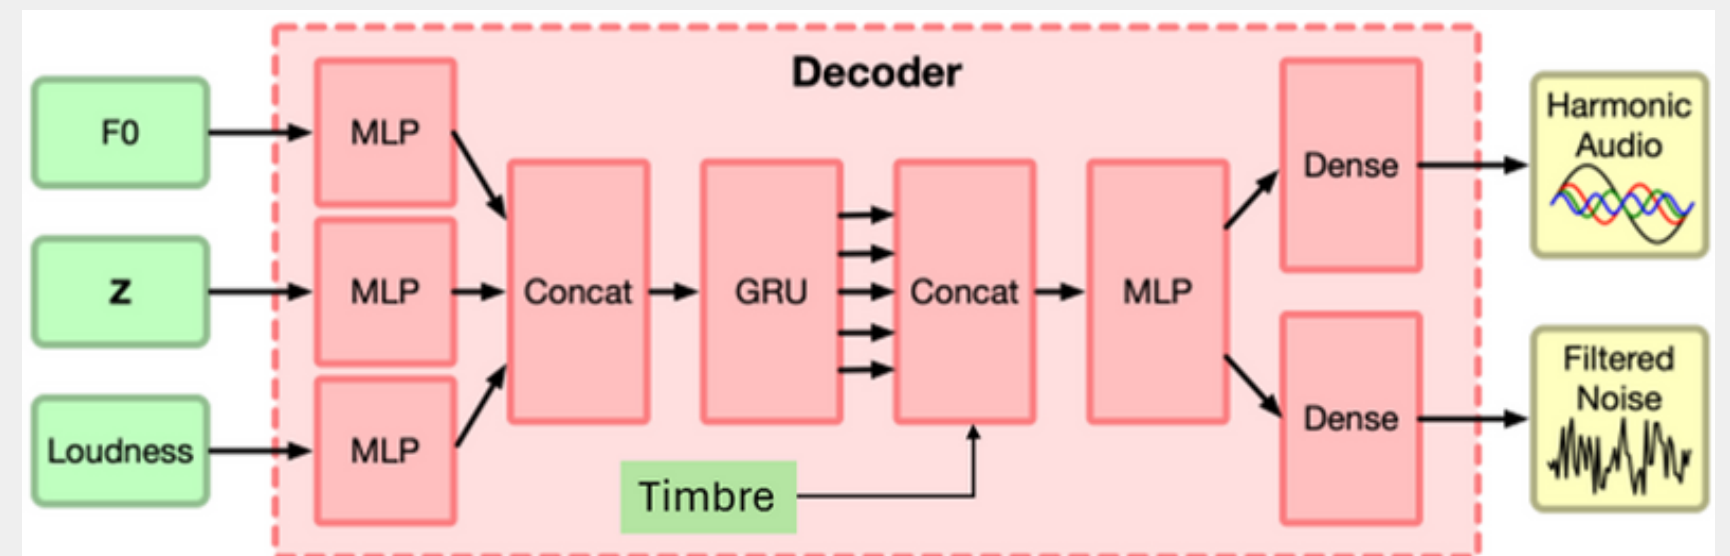 Decoder
F0
MLP
Z
MLP
Loudness
MLP
Concat
GRU
Concat
Timbre
MLP
Dense
Dense
Harmonic
Audio
Filtered
Noise